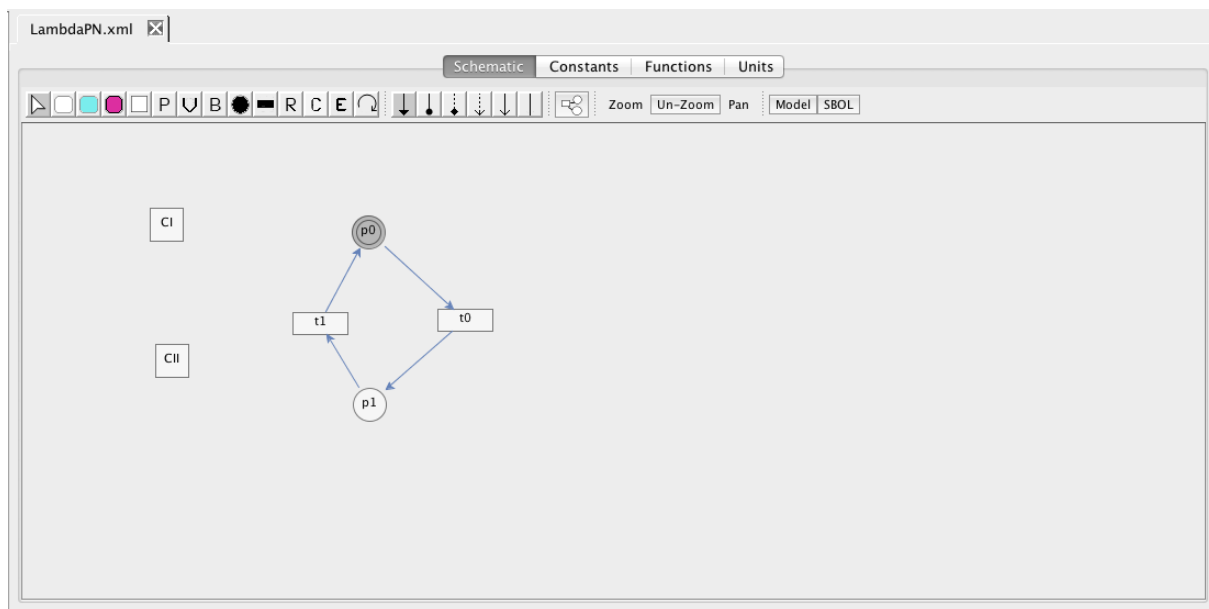 LambdaPN.xml
Schematic Constants Functions Units
P V B R C E Zoom Un-Zoom Pan Model SBOL
CI
p0
t1 t0
CII
p1